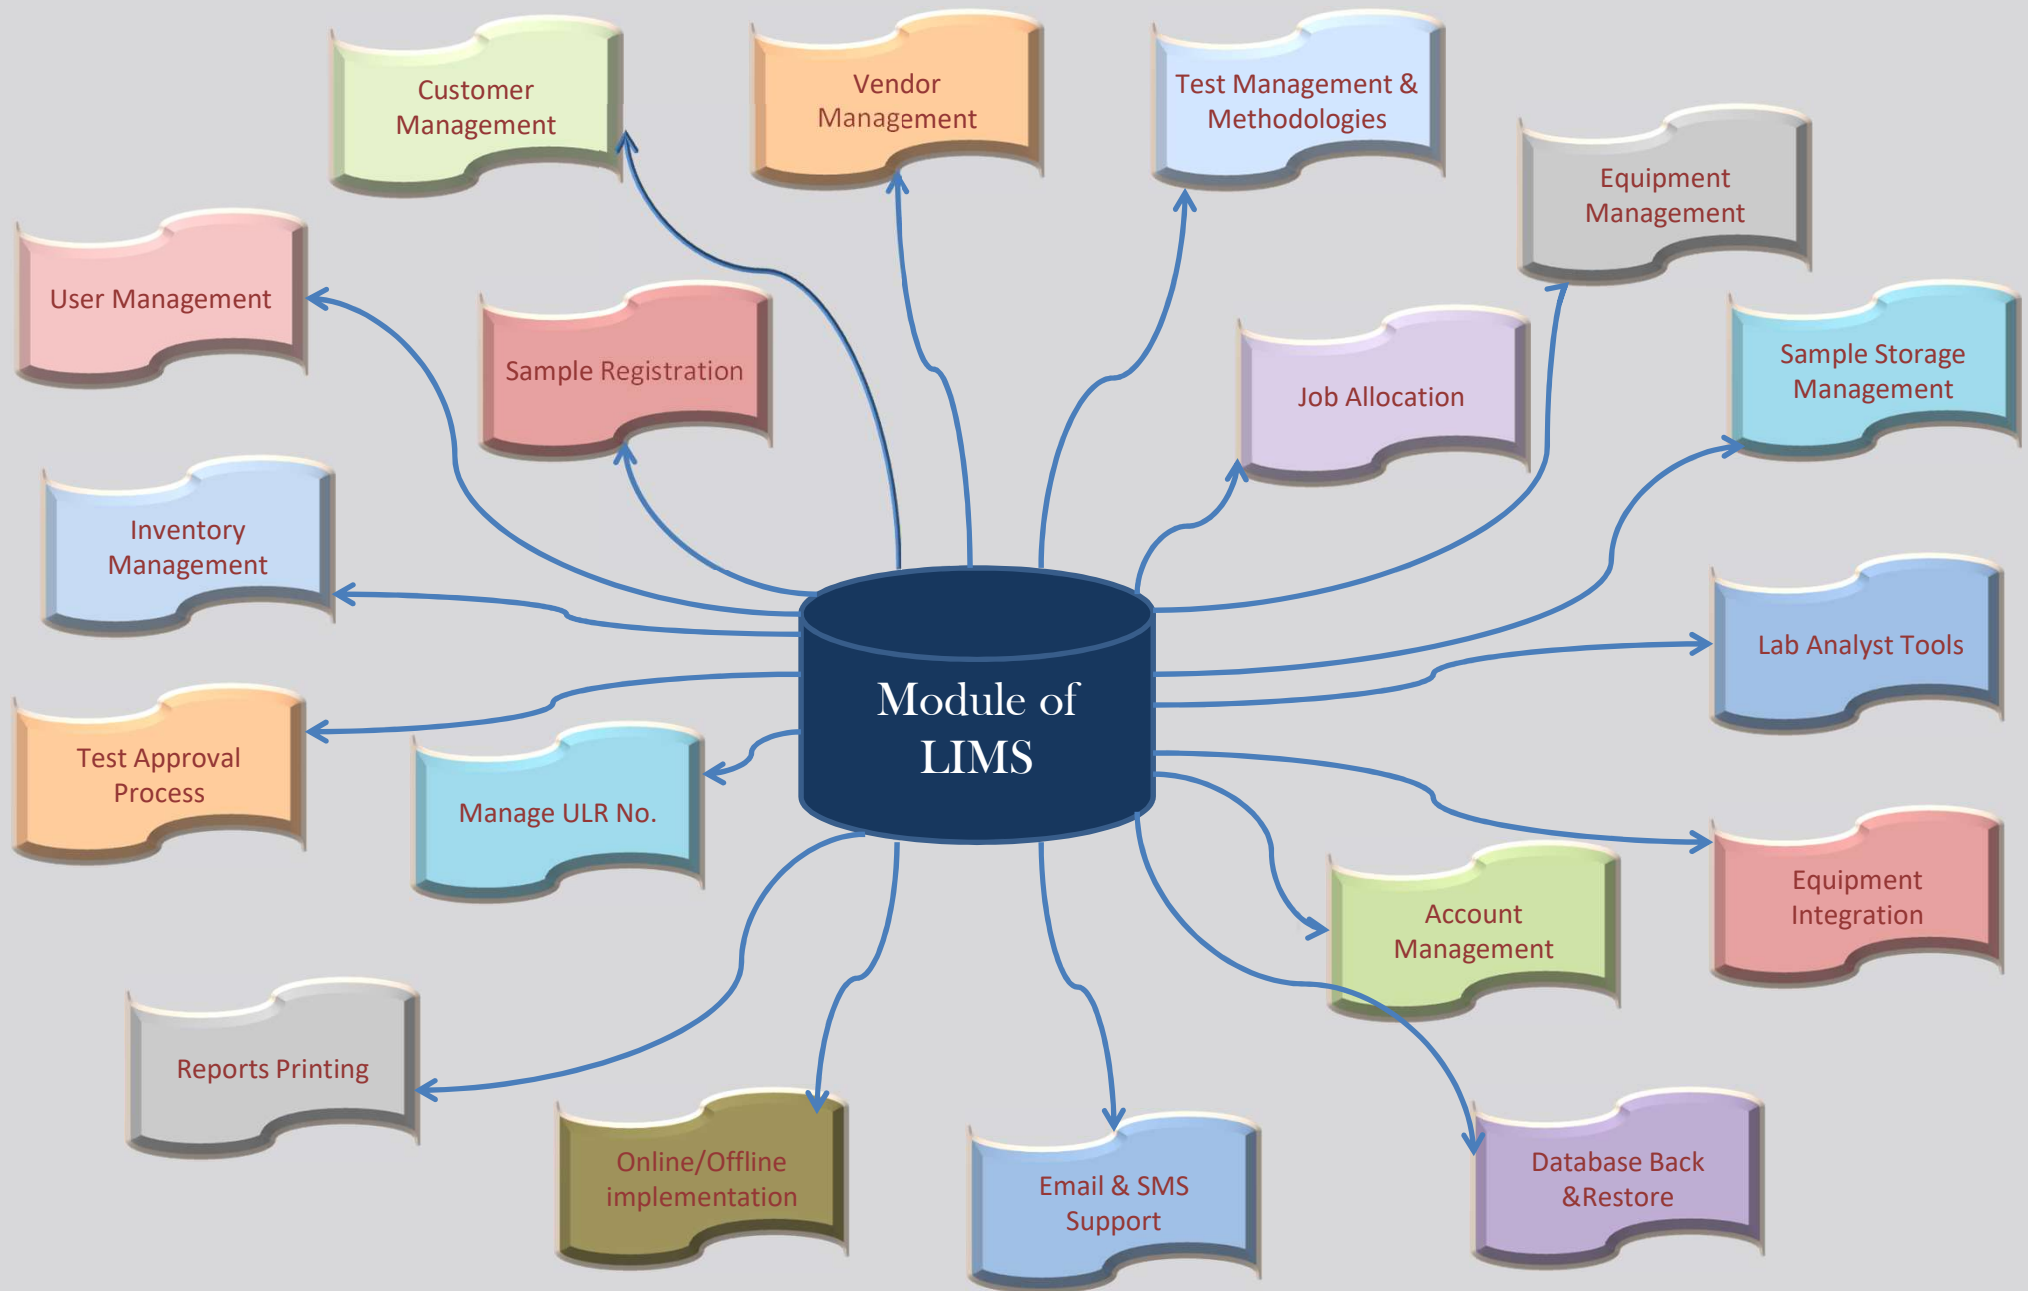 Customer
Management
Vendor
Management
Test Management &
Methodologies
Equipment
Management
User Management
Sample Registration
Job Allocation
Sample Storage
Management
Inventory
Management
Lab Analyst Tools
Module of
LIMS
Test Approval
Process
Manage ULR No.
Equipment
Integration
Account
Management
Reports Printing
Online/Offline
implementation
Email & SMS
Support
Database Back
&Restore